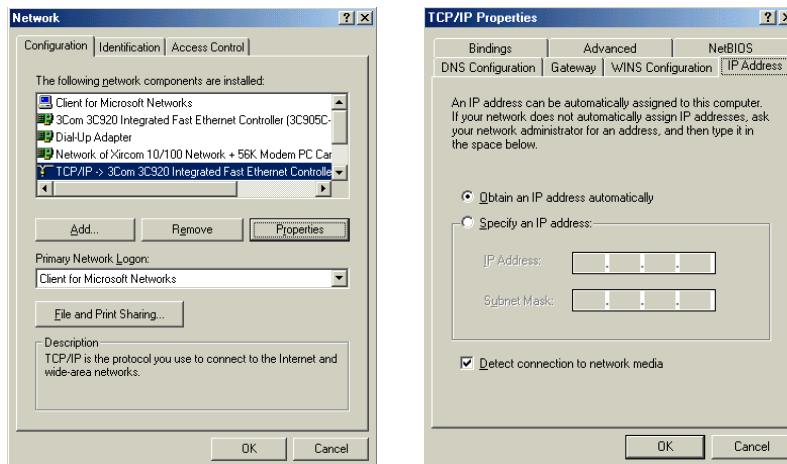 Network
Configuration Identification Access Control
The following network components are installed:
Client for Microsoft Networks
3Com 3C920 Integrated Fast Ethernet Controller (3C905C-
Dial-Up Adapter
Network of Xircom 10/100 Network + 56K Modem PC Car
TCP/IP -> 3Com 3C920 Integrated Fast Ethernet Controlle
Add... Remove Properties
Primary Network Logon:
Client for Microsoft Networks
File and Print Sharing...
Description
TCP/IP is the protocol you use to connect to the Internet and
wide-area networks.
OK Cancel
TCP/IP Properties
Bindings Advanced NetBIOS
DNS Configuration Gateway WINS Configuration IP Address
An IP address can be automatically assigned to this computer.
If your network does not automatically assign IP addresses, ask
your network administrator for an address, and then type it in
the space below.
Obtain an IP address automatically
Specify an IP address:
IP Address:
Subnet Mask:
Detect connection to network media
OK Cancel